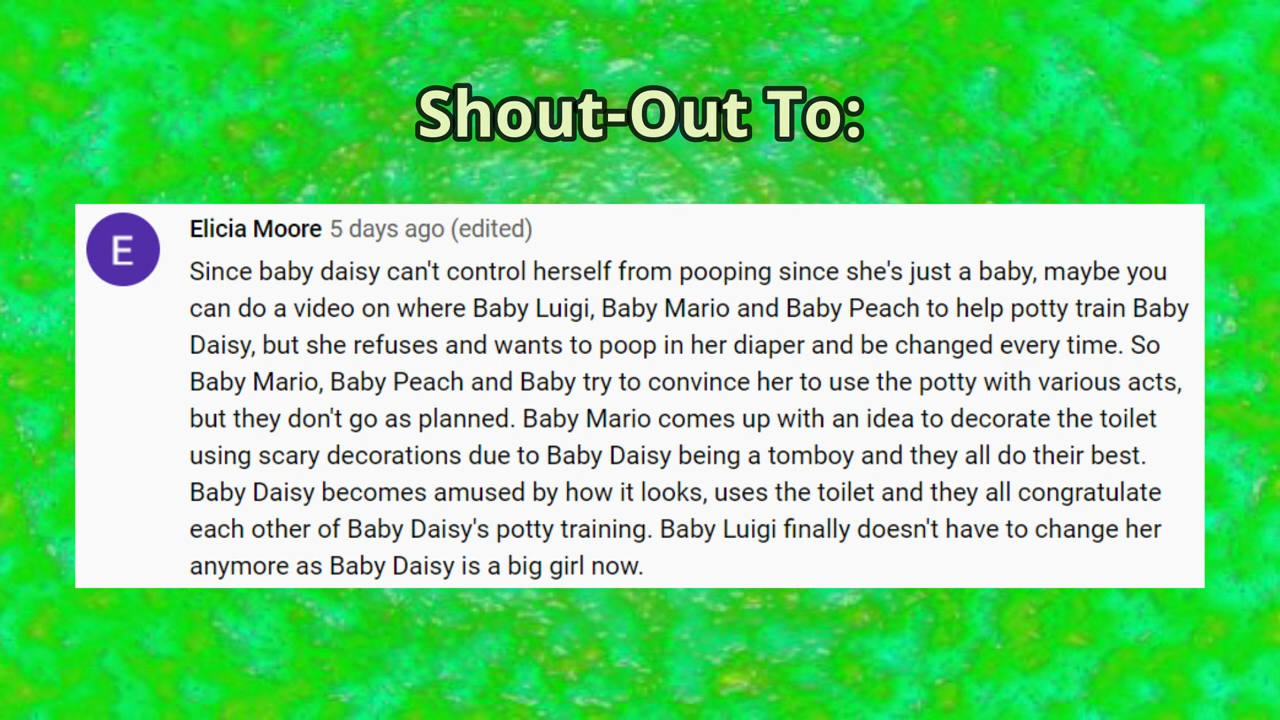 Shout-Out To:
E
Elicia Moore 5 days ago (edited)
Since baby daisy can't control herself from pooping since she's just a baby, maybe you
can do a video on where Baby Luigi, Baby Mario and Baby Peach to help potty train Baby
Daisy, but she refuses and wants to poop in her diaper and be changed every time. So
Baby Mario, Baby Peach and Baby try to convince her to use the potty with various acts,
but they don't go as planned. Baby Mario comes up with an idea to decorate the toilet
using scary decorations due to Baby Daisy being a tomboy and they all do their best.
Baby Daisy becomes amused by how it looks, uses the toilet and they all congratulate
each other of Baby Daisy's potty training. Baby Luigi finally doesn't have to change her
anymore as Baby Daisy is a big girl now.